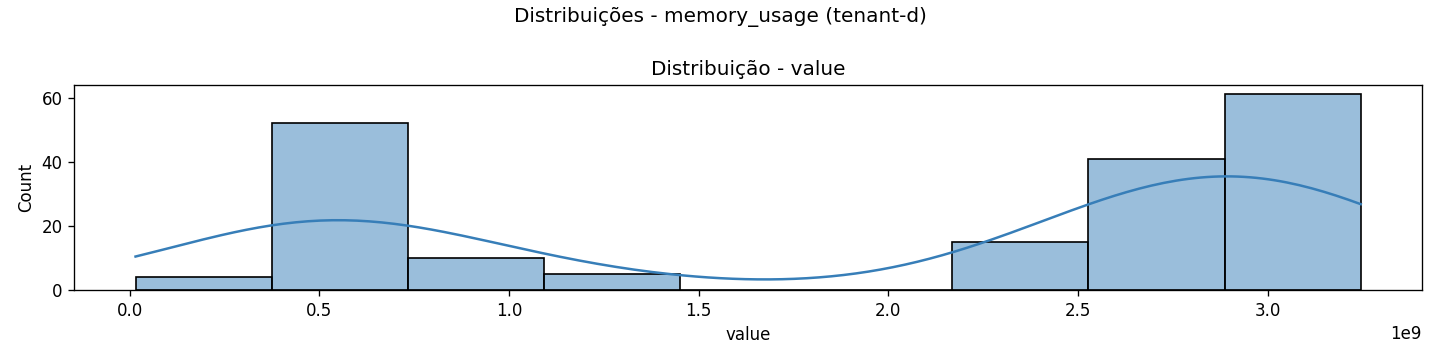 Distribuições - memory_usage (tenant-d)
Distribuição - value
Count
60
40
20
0
0.0 0.5 1.0 1.5 2.0 2.5 3.0
value
1e9